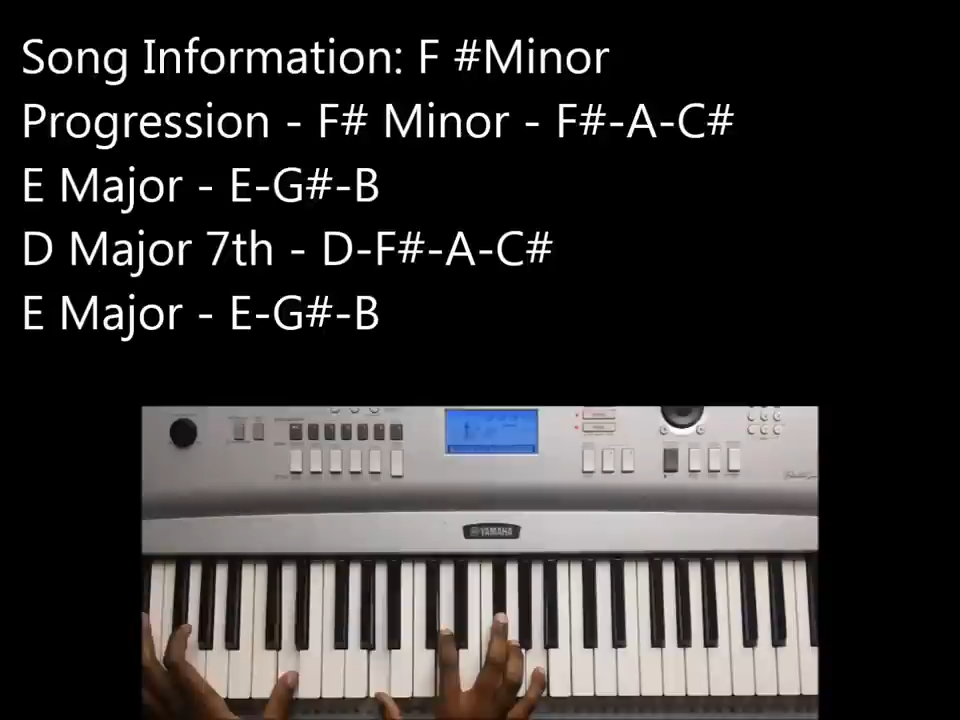 Song Information: F #Minor
Progression - F# Minor - F#-A-C#
E Major - E-G#-B
D Major 7th - D-F#-A-C#
E Major - E-G#-B
YAMAHA